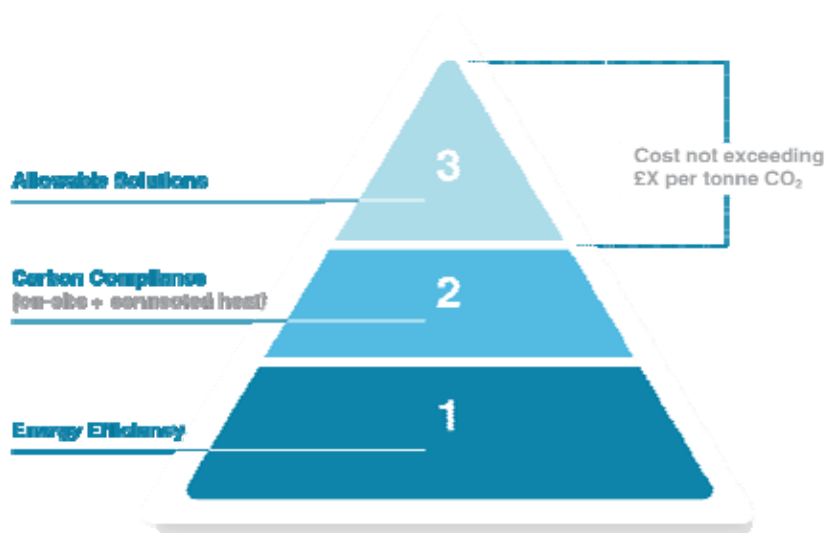 3
Allowable Solutions
Cost not exceeding
£X per tonne CO₂
Carbon Compliance
(on-site + connected heat)
2
Energy Efficiency
1